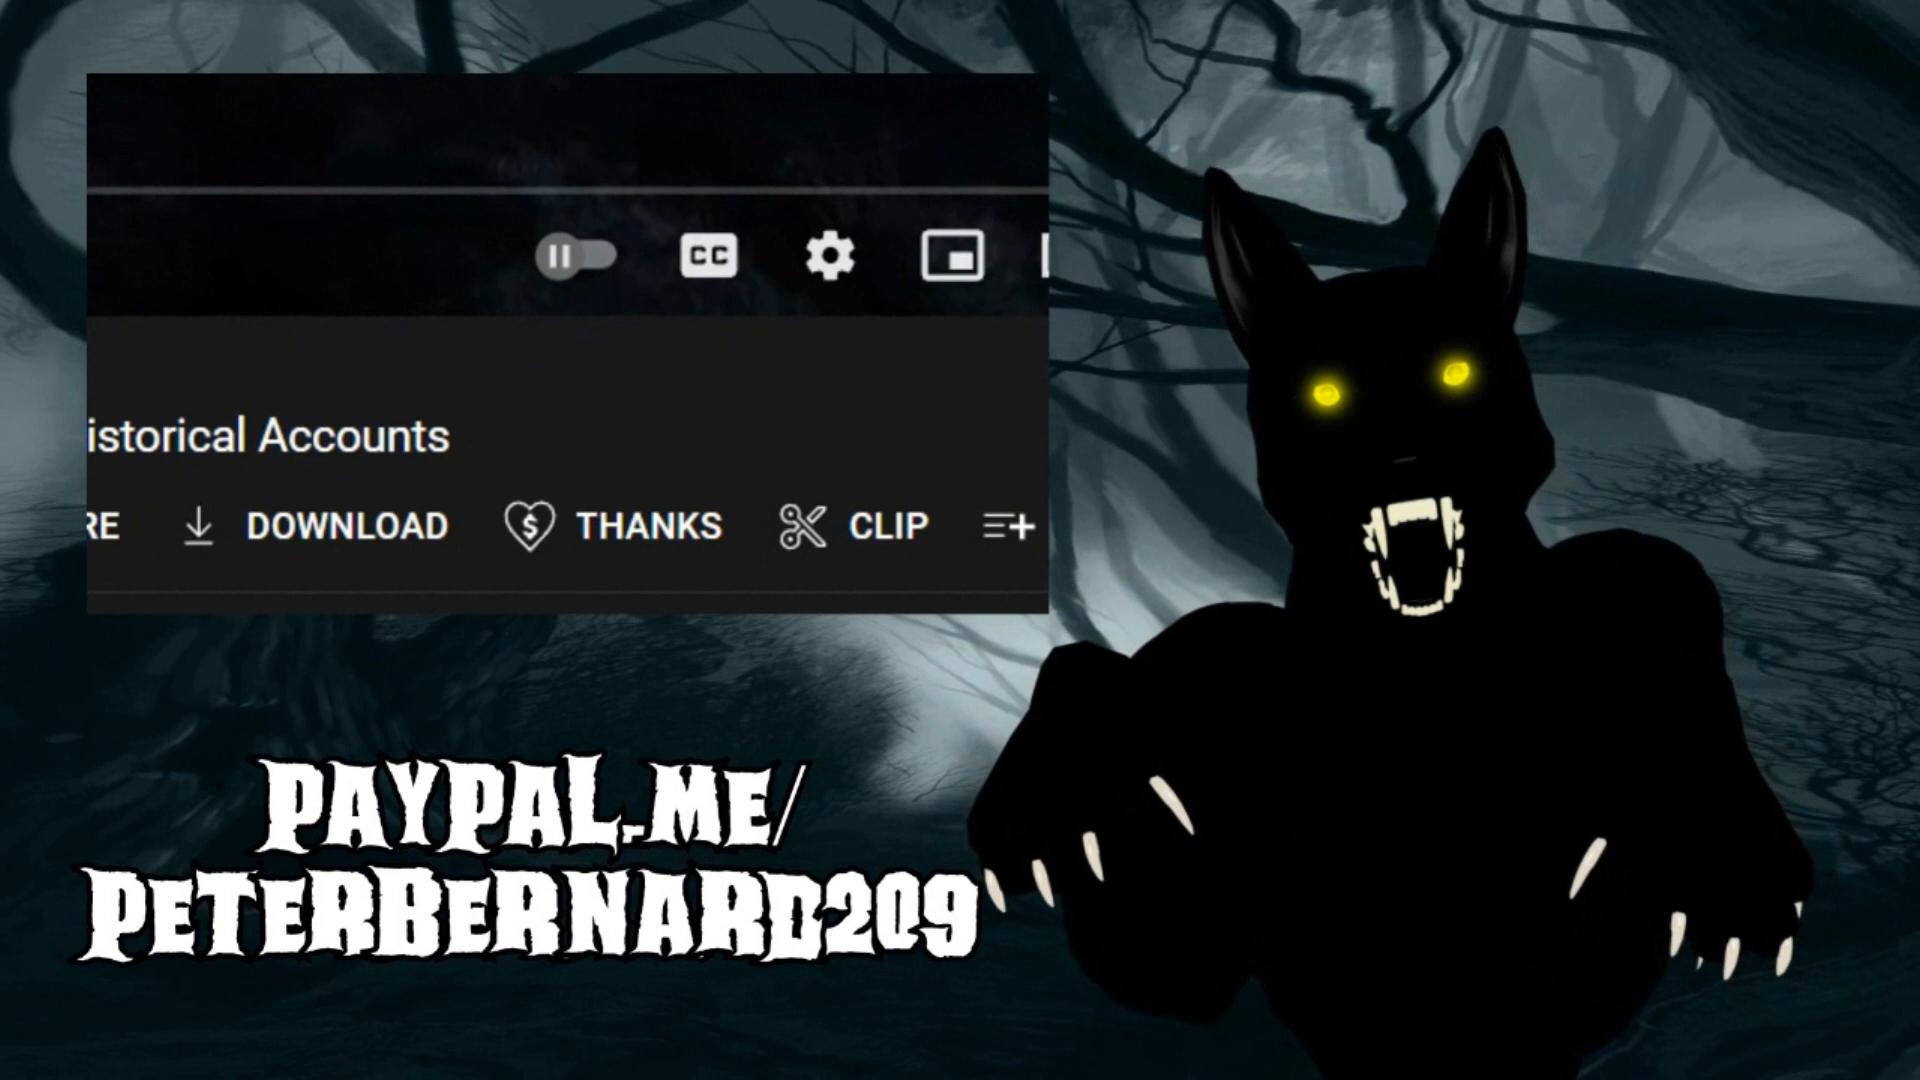 CC
istorical Accounts
RE DOWNLOAD $ THANKS CLIP
PAYPAL.ME/
PETERBERNARD209